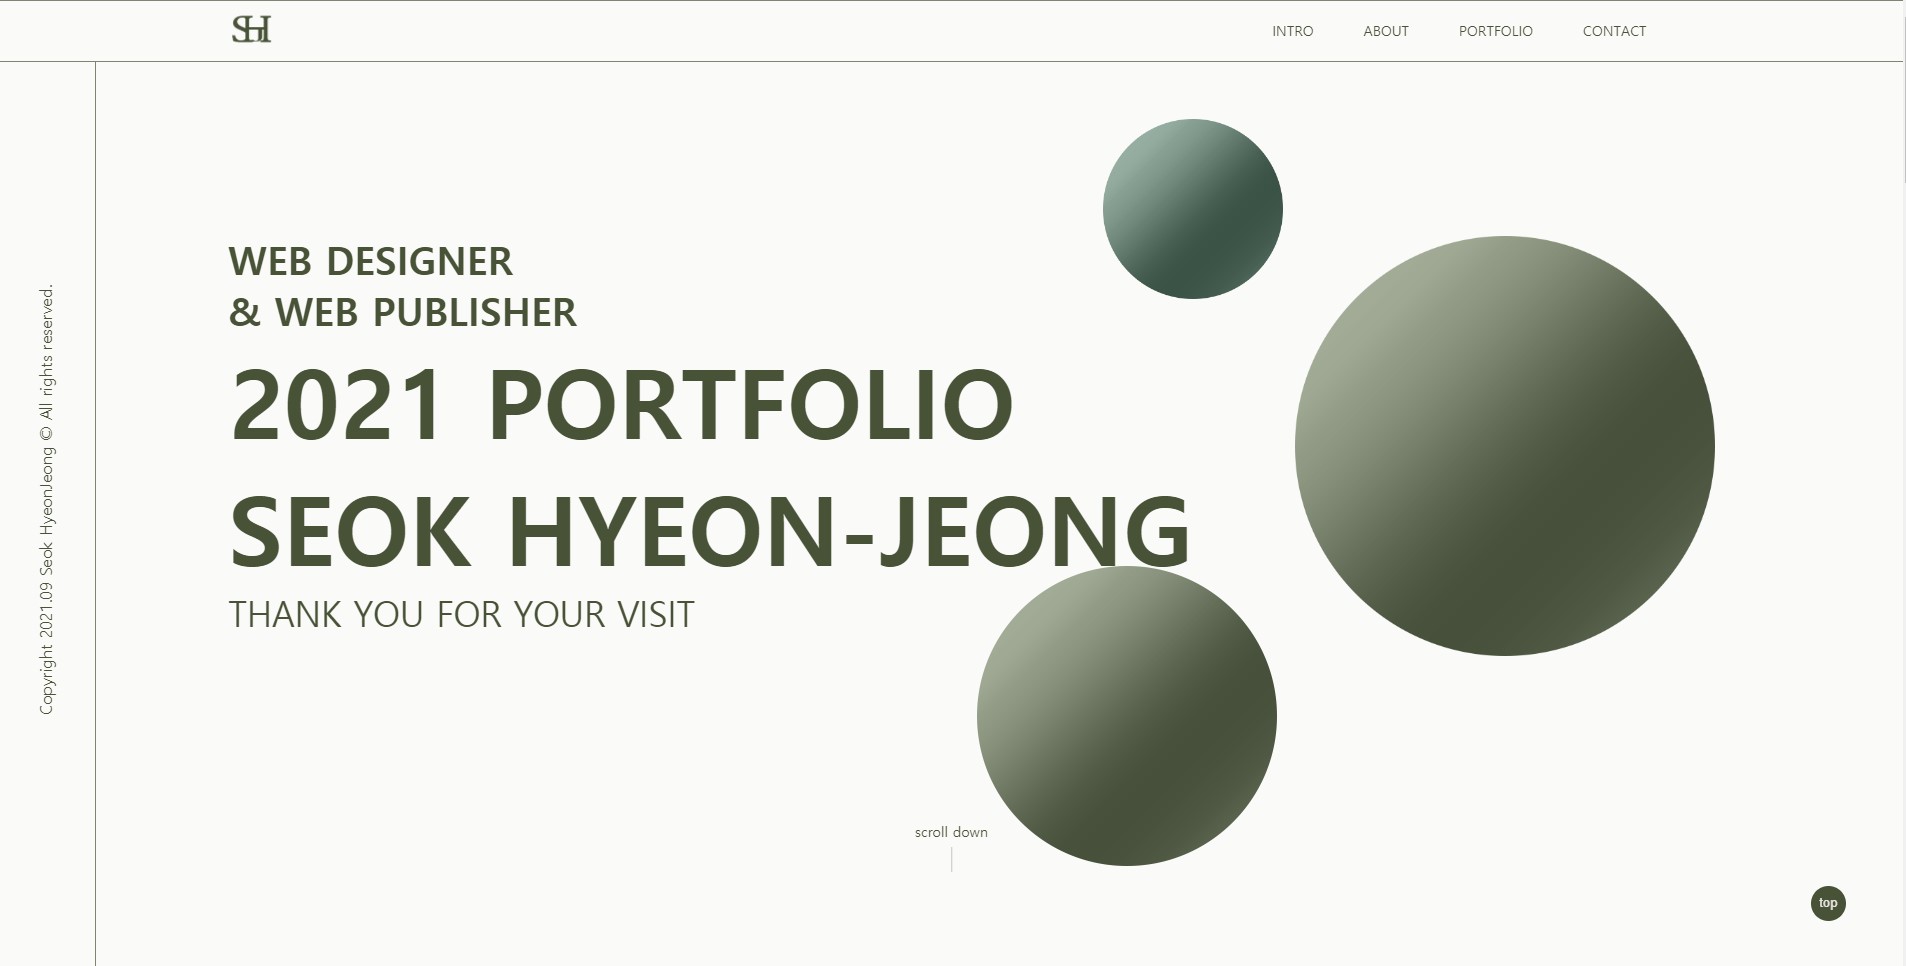 SH
INTRO
ABOUT
PORTFOLIO
CONTACT
Copyright 2021.09 Seok HyeonJeong © All rights reserved.
WEB DESIGNER
& WEB PUBLISHER
2021 PORTFOLIO
SEOK HYEON-JEONG
THANK YOU FOR YOUR VISIT
scroll down
top